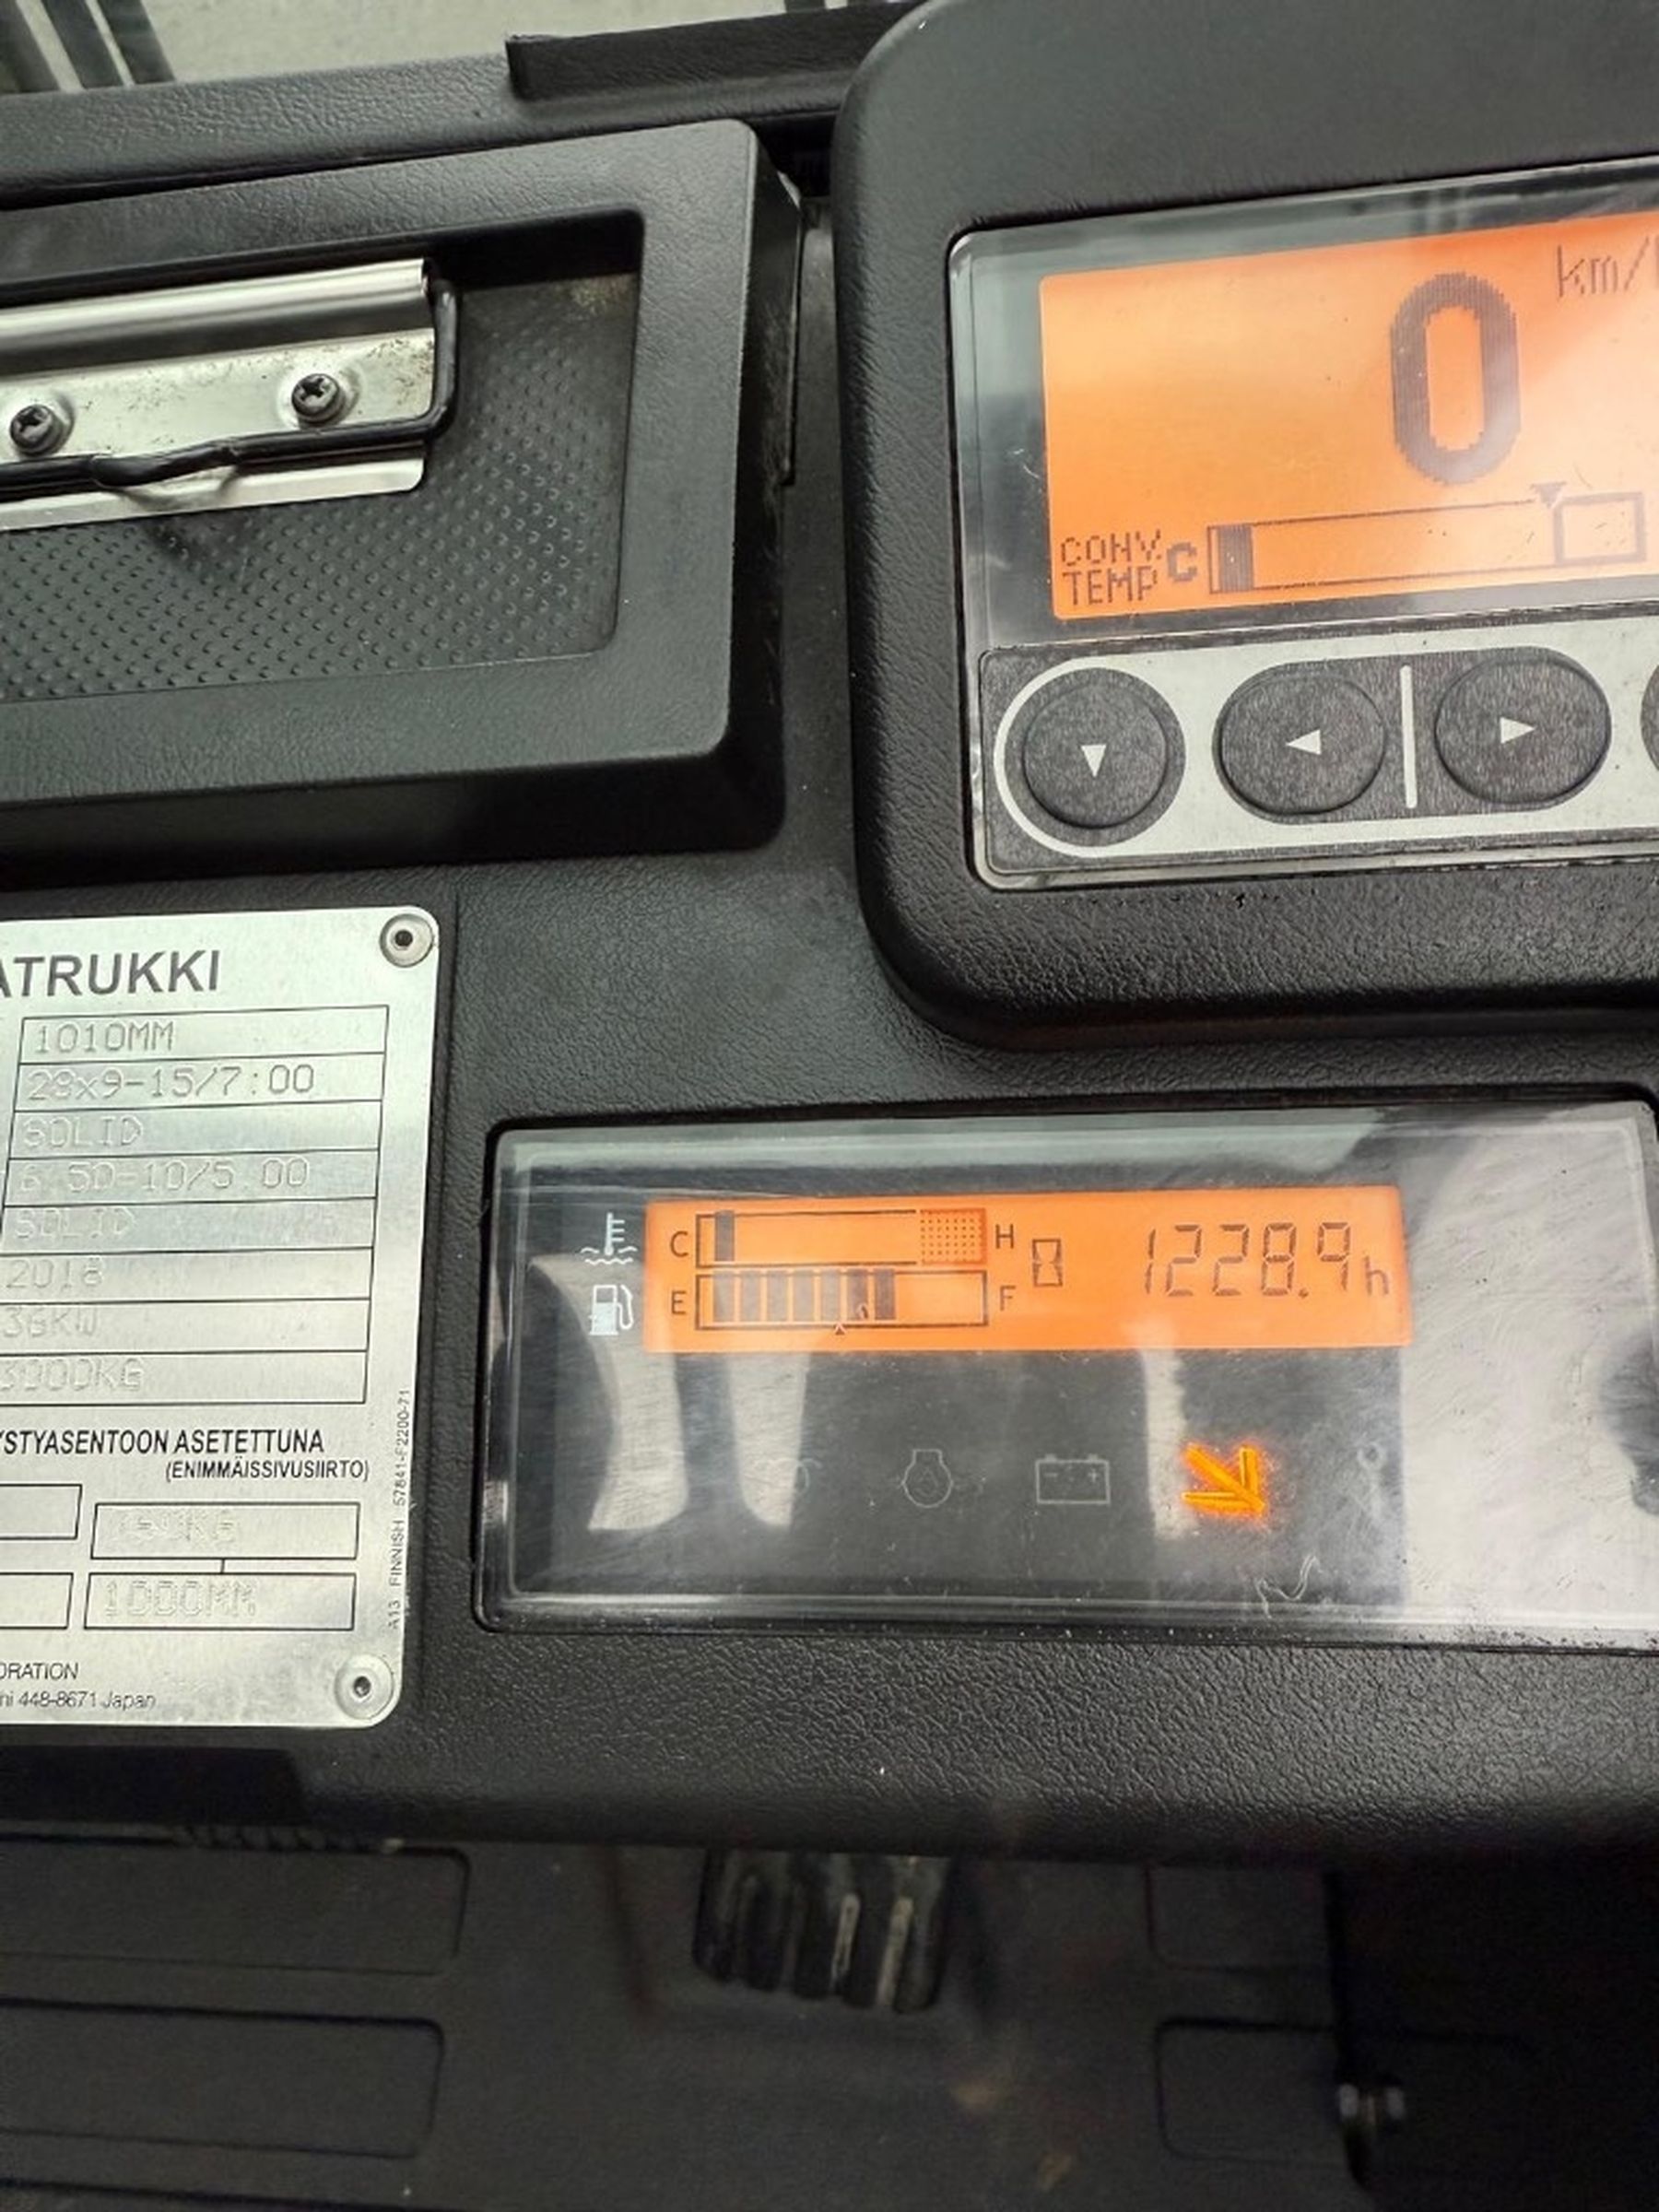 0
km/
CONV. C
TEMP
ATRUKKI
1010MM
28x9-15/7:00
SOLID
6.50-10/5.00
SOLID
2018
36KW
3000KG
C H
E F
1228.9h
YSTYASENTOON ASETETTUNA
(ENIMMÄISSIVUSIIRTO)
1000MM
ORATION
hi 448-8671 Japan
A13 FINNISH 57841-F2200-71